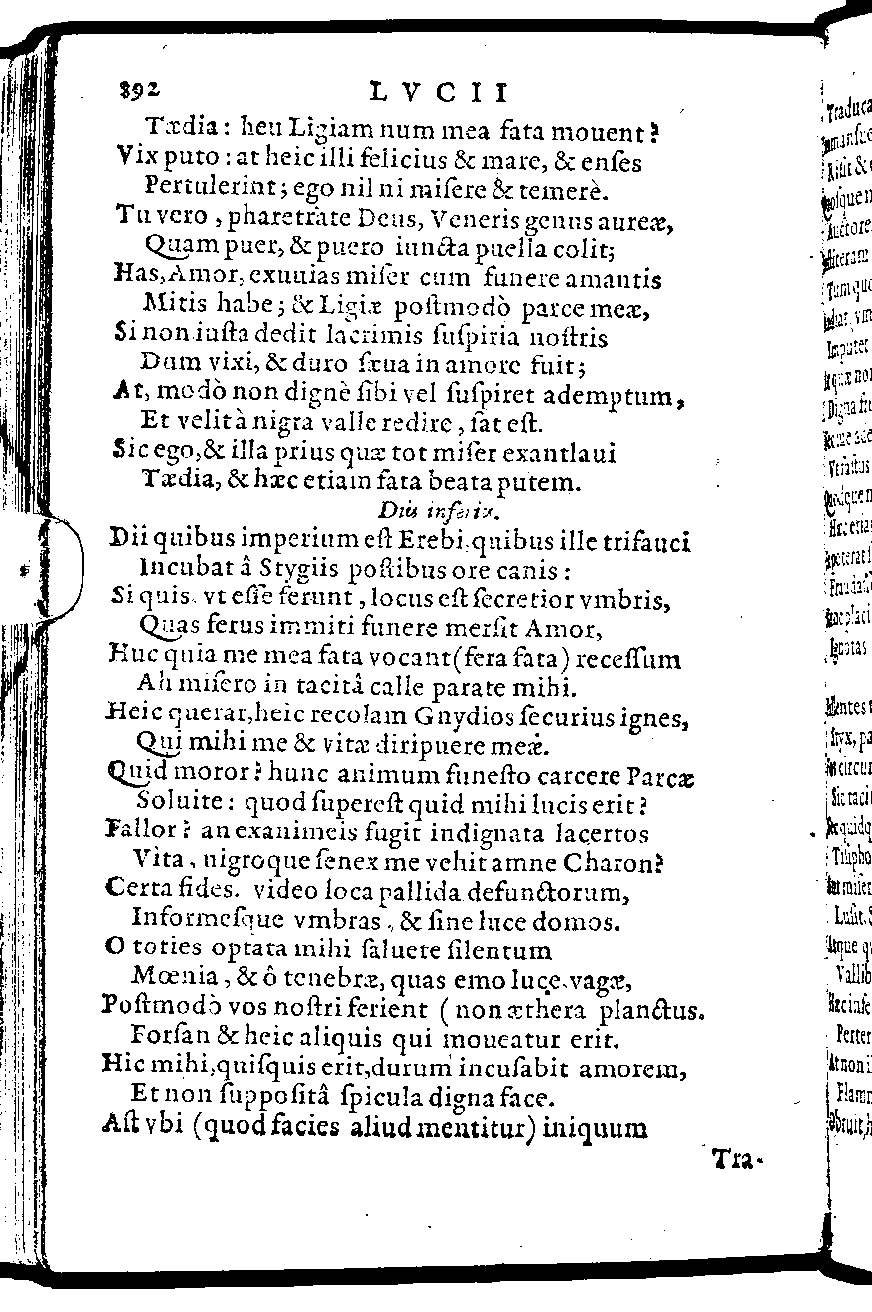 892 LVCII
Tædia: heu Ligiam num mea fata mouent?
Vix puto: at heic illi felicius & mare, & enſes
Pertulerint; ego nil ni miſere & temerè.
Tu vero, pharetrate Deus, Veneris genus aureæ,
Quam puer, & puero iuncta puella colit;
Has, Amor, exuuias miſer cum funere amantis
Mitis habe; & Ligiæ poſtmodò parce meæ,
Si non iuſta dedit lacrimis ſuſpiria noſtris
Dum vixi, & duro ſæua in amore fuit;
At, modò non dignè ſibi vel ſuſpiret ademptum,
Et velit à nigra valle redire, ſat eſt.
Sic ego, & illa prius quæ tot miſer exantlaui
Tædia, & hæc etiam fata beata putem.
Diis inferis.
Dii quibus imperium eſt Erebi, quibus ille trifauci
Incubat â Stygiis poſtibus ore canis:
Si quis, vt eſſe ferunt, locus eſt ſecretior vmbris,
Quas ferus immiti funere merſit Amor,
Huc quia me mea fata vocant (fera fata) receſſum
Ah miſero in tacitâ calle parate mihi.
Heic querar, heic recolam Gnydios ſecurius ignes,
Qui mihi me & vitæ diripuere meæ.
Quid moror? hunc animum funeſto carcere Parcæ
Soluite: quod ſupereſt quid mihi lucis erit?
Fallor? an exanimeis fugit indignata lacertos
Vita, nigroque ſenex me vehit amne Charon?
Certa fides. video loca pallida defunctorum,
Informeſque vmbras, & ſine luce domos.
O toties optata mihi ſaluete ſilentum
Mœnia, & ô tenebræ, quas emo luce, vagæ,
Poſtmodò vos noſtri ferient (non æthera planctus.
Forſan & heic aliquis qui moueatur erit.
Hic mihi, quiſquis erit, durum incuſabit amorem,
Et non ſuppoſitâ ſpicula digna face.
Aſt vbi (quod facies aliud mentitur) iniquum
Tra-